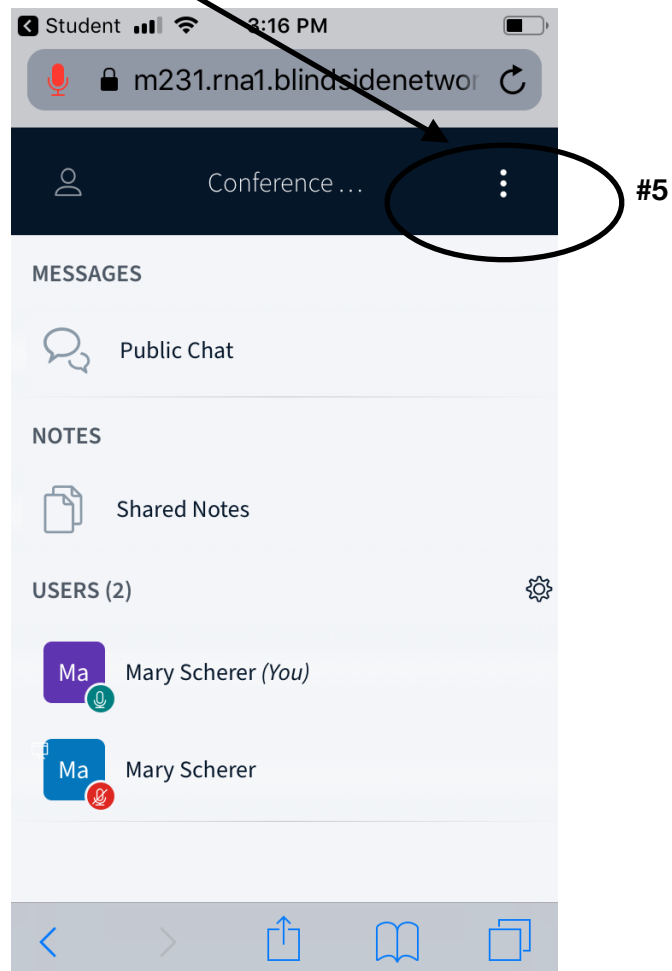 Student 3:16 PM
m231.rna1.blindsidenetwor
Conference ...
#5
MESSAGES
Public Chat
NOTES
Shared Notes
USERS (2)
Ma Mary Scherer (You)
Ma Mary Scherer